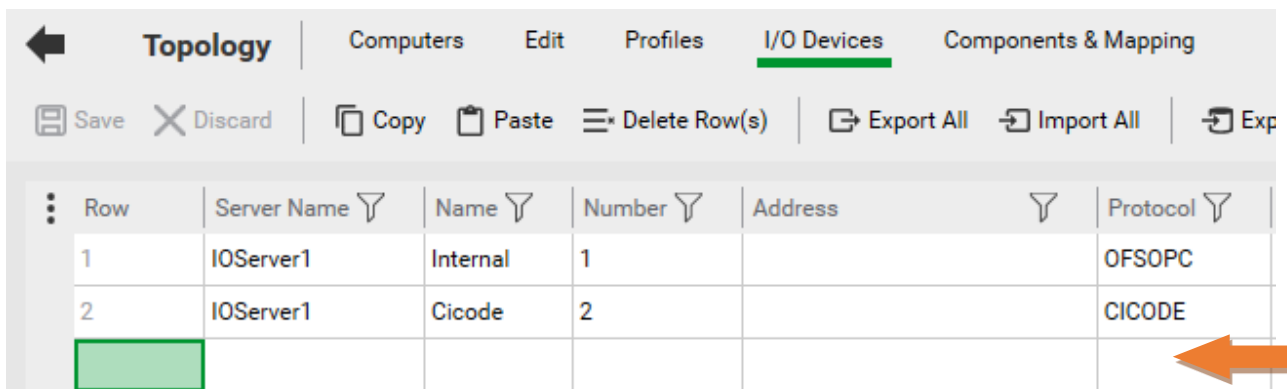 Topology Computers Edit Profiles I/O Devices Components & Mapping
Save Discard Copy Paste Delete Row(s) Export All Import All Exp
Row Server Name Name Number Address Protocol
1 IOServer1 Internal 1 OFSOPC
2 IOServer1 Cicode 2 CICODE